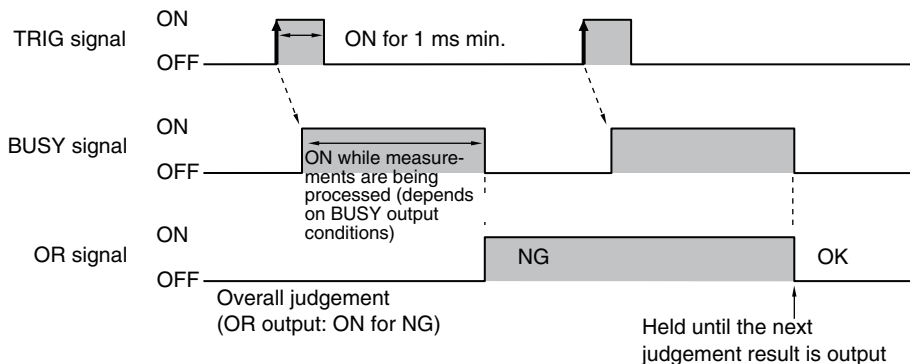 ON
TRIG signal
ON for 1 ms min.
OFF
ON
BUSY signal
OFF
ON while measure-
ments are being
processed (depends
on BUSY output
conditions)
ON
OR signal
NG
OK
OFF
Overall judgement
(OR output: ON for NG)
Held until the next
judgement result is output